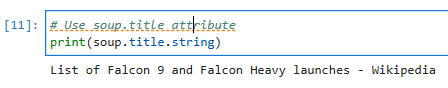 [11]: # Use soup.title attribute
print(soup.title.string)
List of Falcon 9 and Falcon Heavy launches - Wikipedia